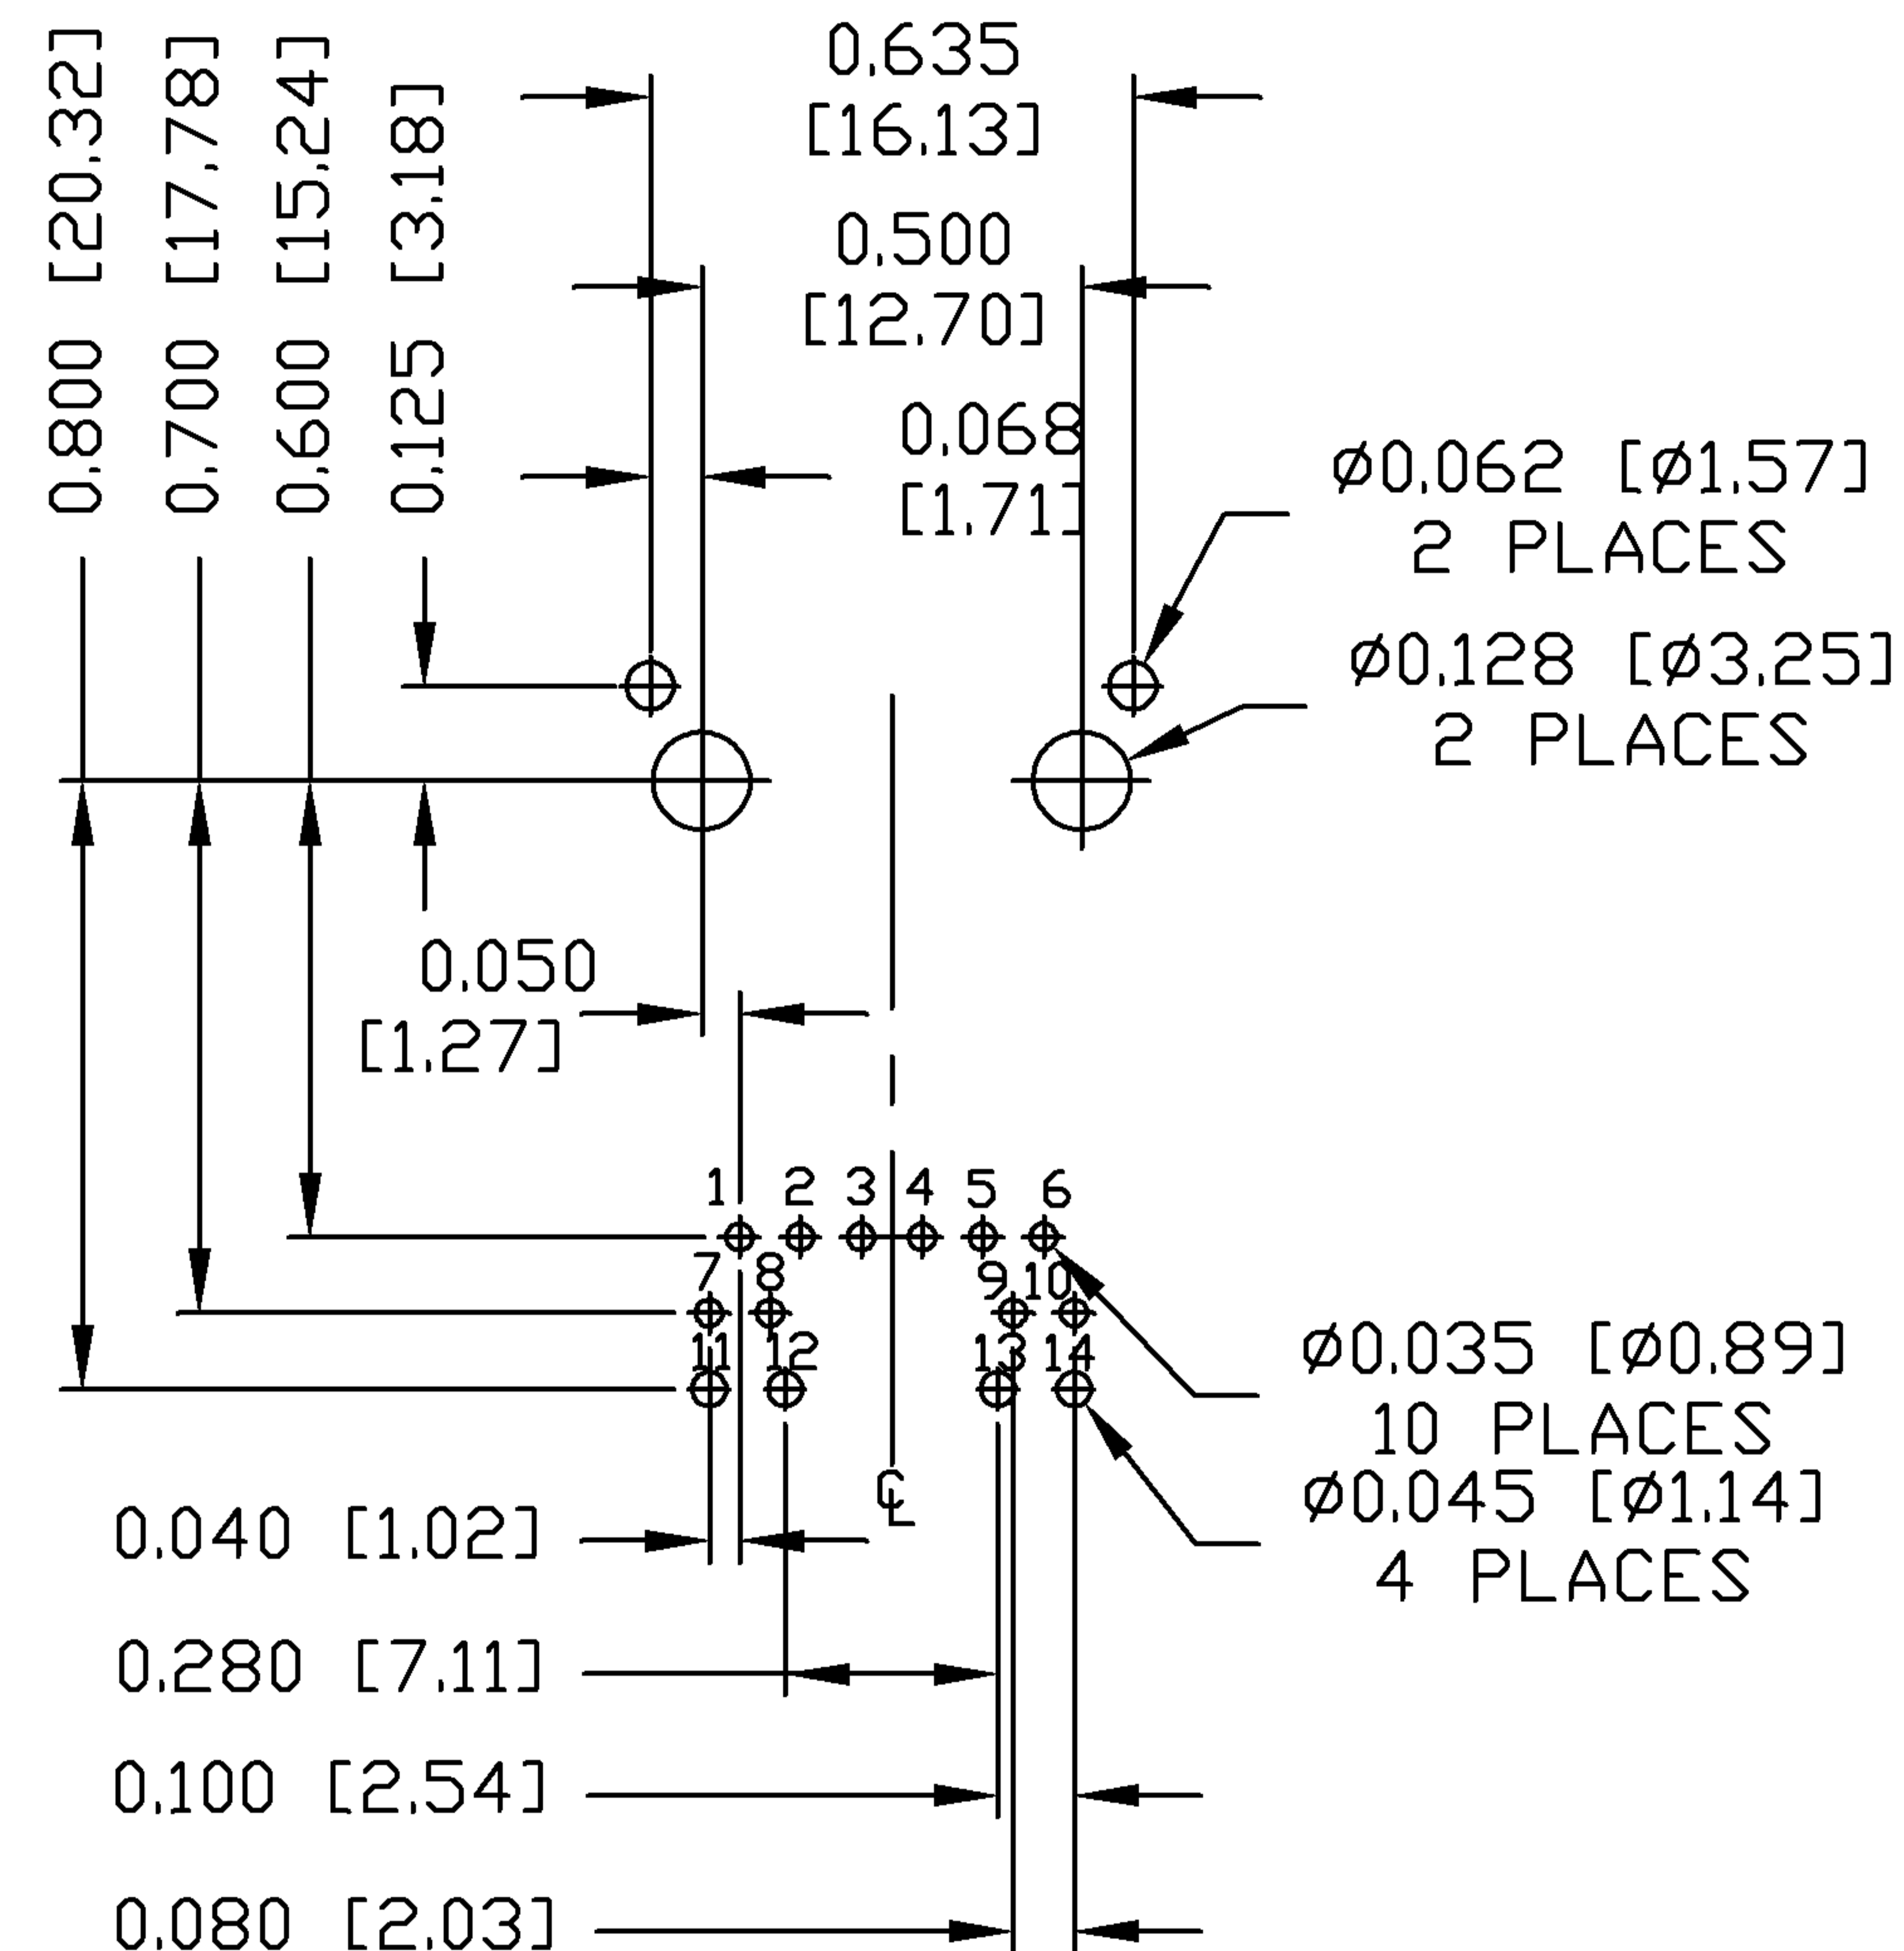 0.800 [20.32]
0.700 [17.78]
0.600 [15.24]
0.125 [3.18]
0.635
[16.13]
0.500
[12.70]
0.068
[1.71]
ø0.062 [ø1.57]
2 PLACES
ø0.128 [ø3.25]
2 PLACES
0.050
[1.27]
1 2 3 4 5 6
7 8 9 10
11 12 13 14
ø0.035 [ø0.89]
10 PLACES
ø0.045 [ø1.14]
4 PLACES
℄
0.040 [1.02]
0.280 [7.11]
0.100 [2.54]
0.080 [2.03]